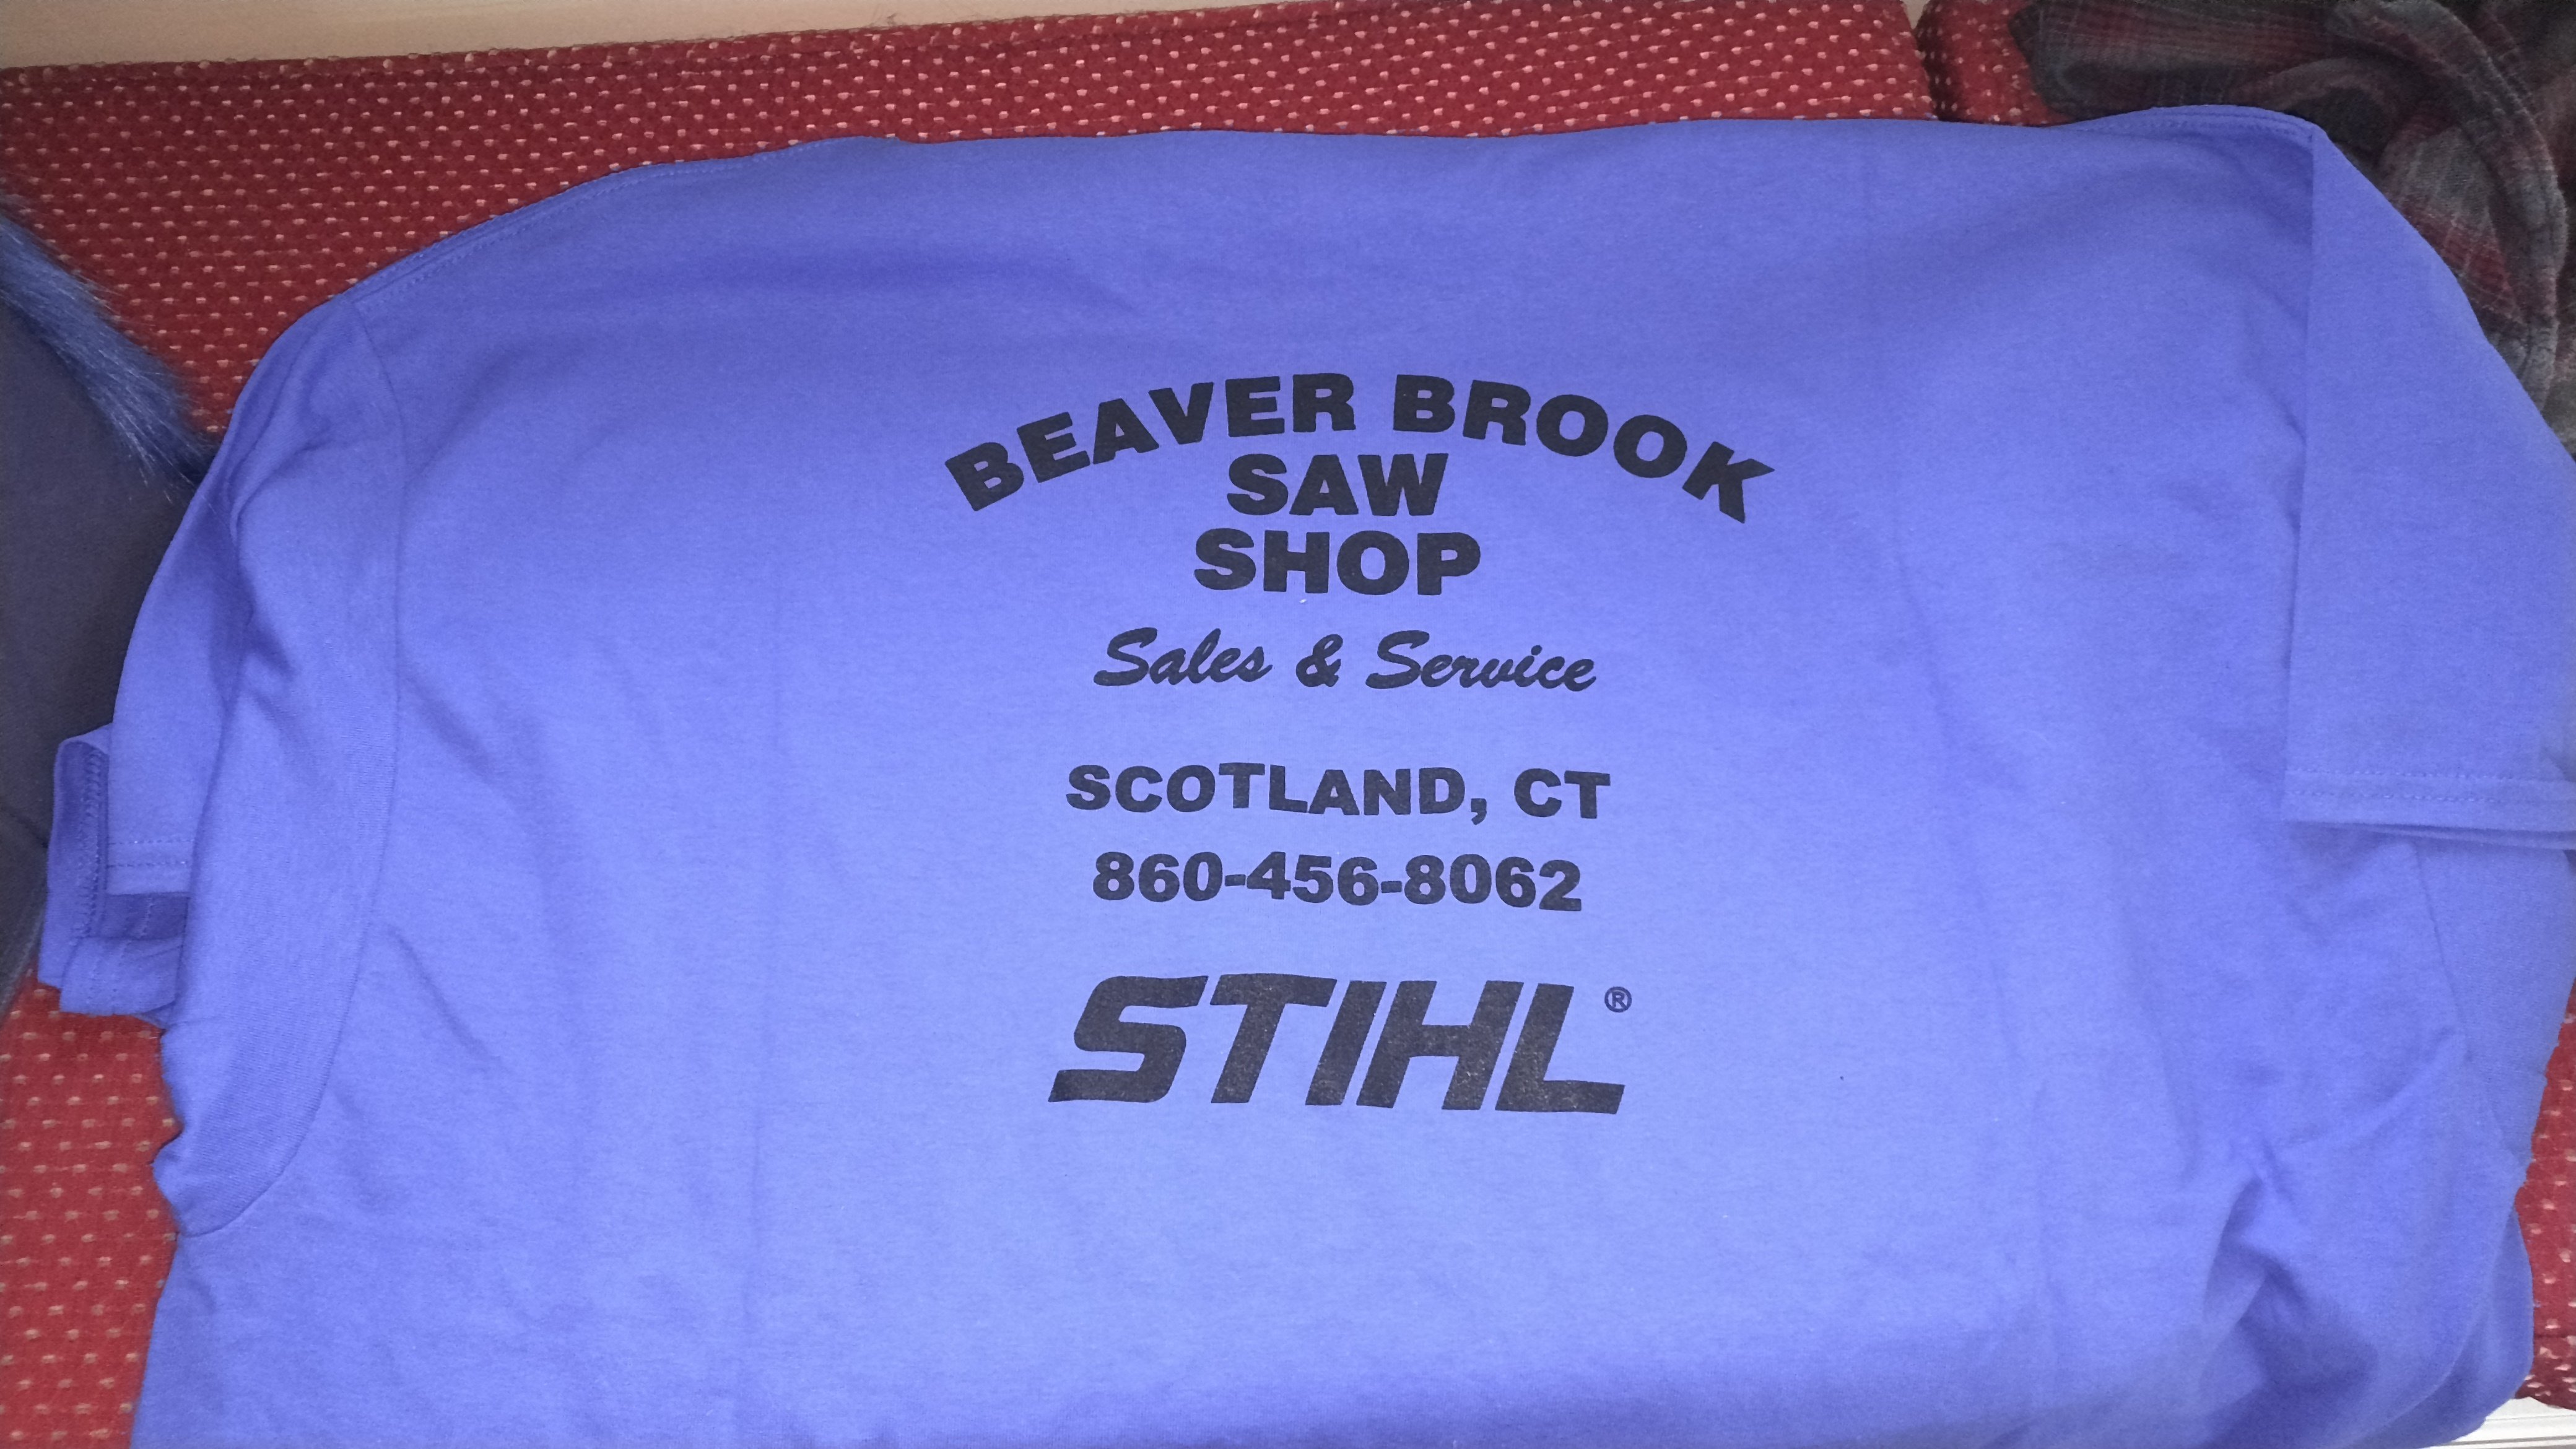 BEAVER BROOK
SAW
SHOP
Sales & Service
SCOTLAND, CT
860-456-8062
STIHL®